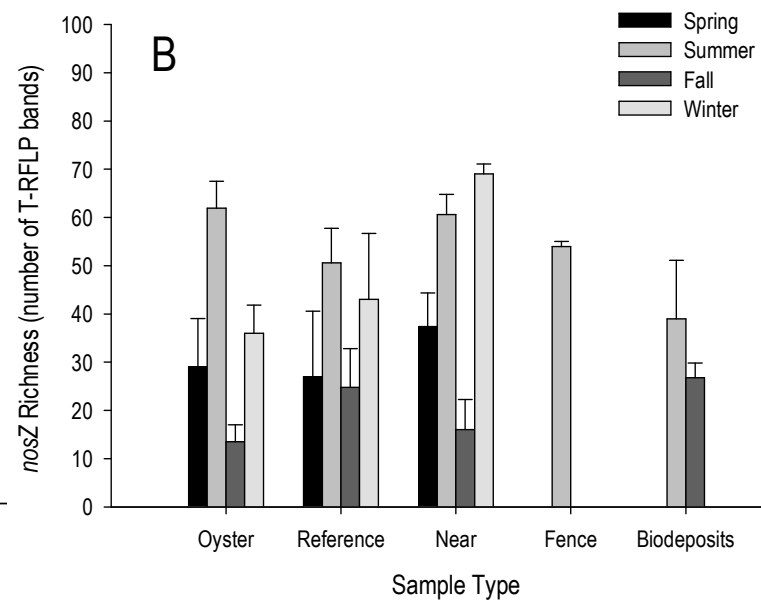 B
Spring
Summer
Fall
Winter
nosZ Richness (number of T-RFLP bands)
100
90
80
70
60
50
40
30
20
10
0
Oyster Reference Near Fence Biodeposits
Sample Type